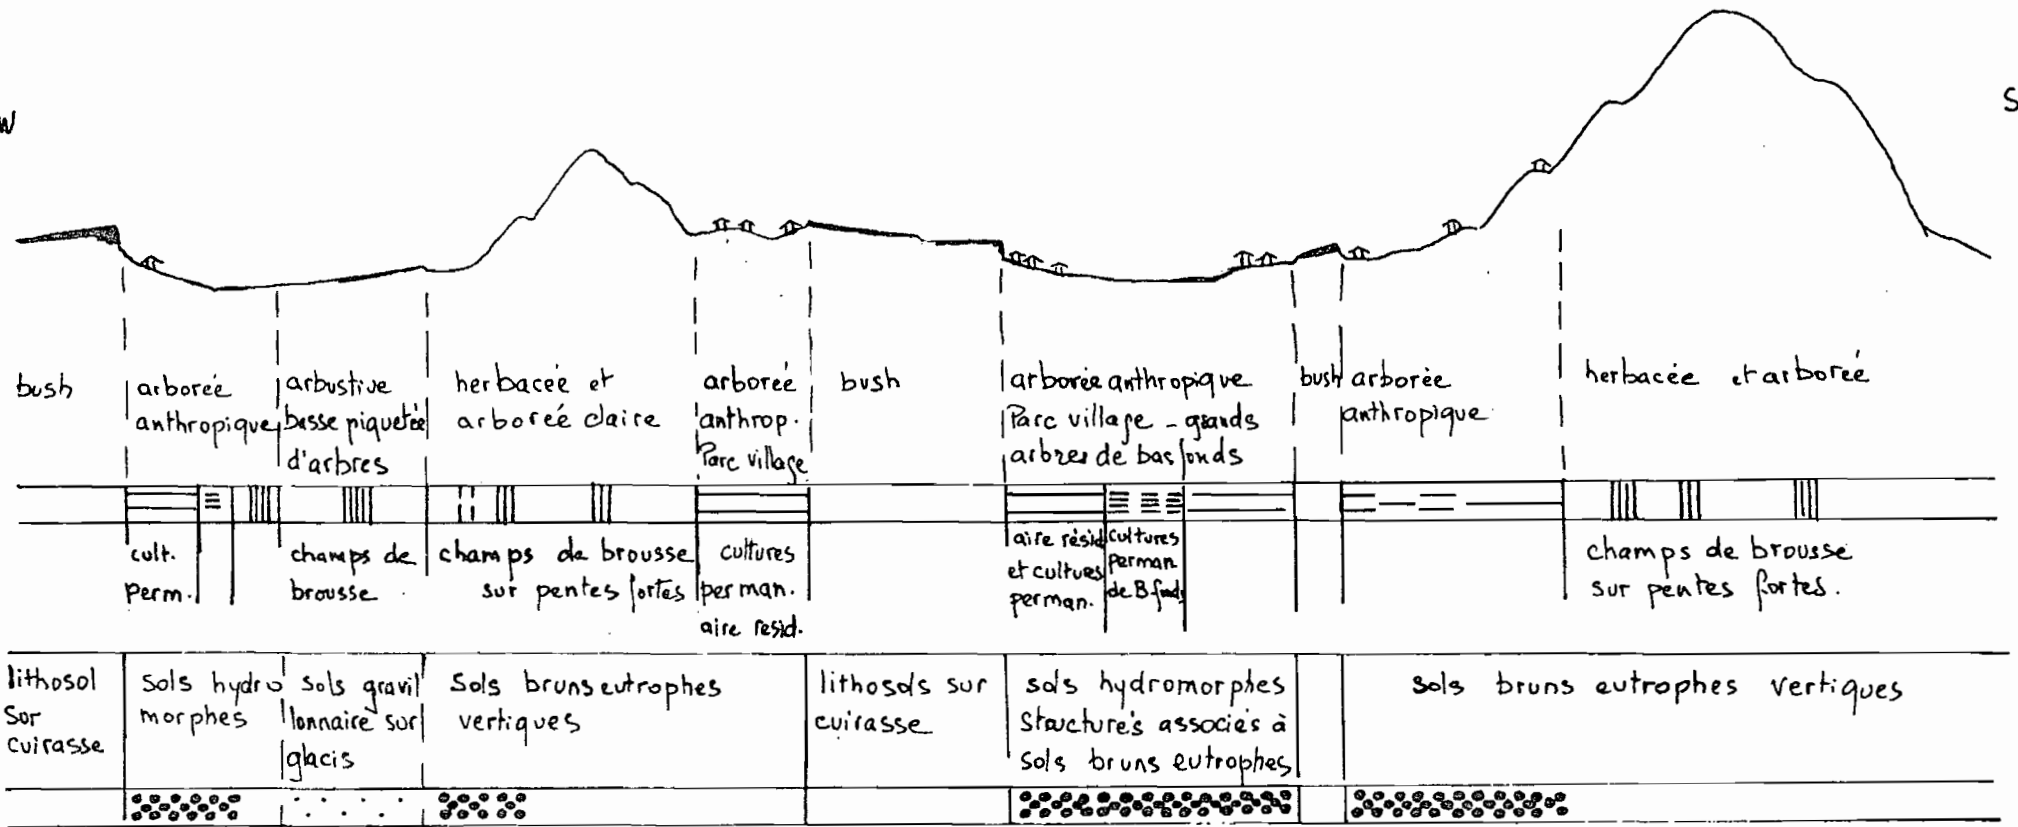 W
S
bush
arborée
anthropique
arbustive
basse piquetée
d'arbres
herbacée et
arborée claire
arborée
anthrop.
Parc village
bush
arborée anthropique
Parc village - grands
arbres de bas fonds
bush
arborée
anthropique
herbacée et arborée
cult.
perm.
champs de
brousse
champs de brousse
sur pentes fortes
cultures
perman.
aire resid.
aire résid
et cultures
perman.
cultures
perman
de B. fonds
champs de brousse
sur pentes fortes.
lithosol
sur
cuirasse
sols hydro
morphes
sols gravil
lonnaire sur
glacis
sols bruns eutrophes
vertiques
lithosols sur
cuirasse
sols hydromorphes
structurés associés à
sols bruns eutrophes
sols bruns eutrophes vertiques